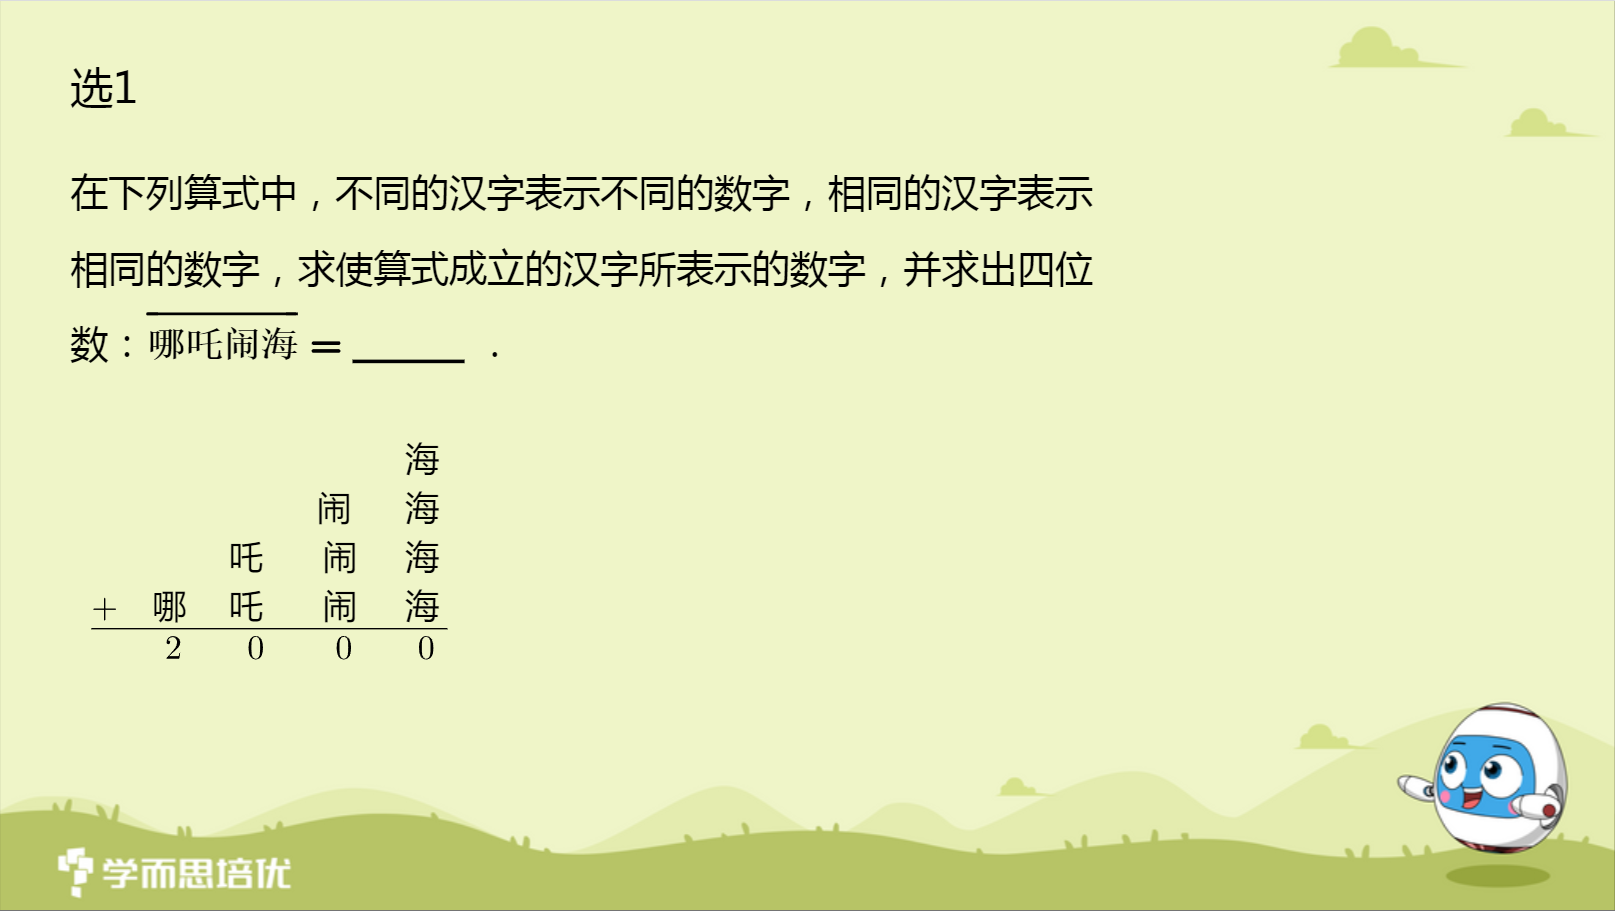 选1
在下列算式中，不同的汉字表示不同的数字，相同的汉字表示
相同的数字，求使算式成立的汉字所表示的数字，并求出四位
数：哪吒闹海 = _____ .
海
闹 海
吒 闹 海
+ 哪 吒 闹 海
2 0 0 0
学而思培优